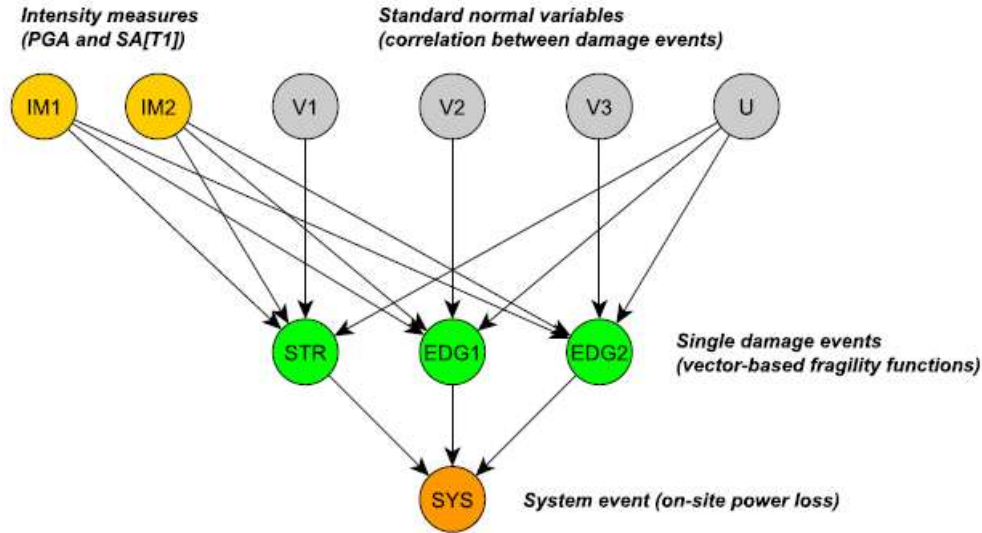 Intensity measures
(PGA and SA[T1])
Standard normal variables
(correlation between damage events)
IM1
IM2
V1
V2
V3
U
STR
EDG1
EDG2
Single damage events
(vector-based fragility functions)
SYS
System event (on-site power loss)